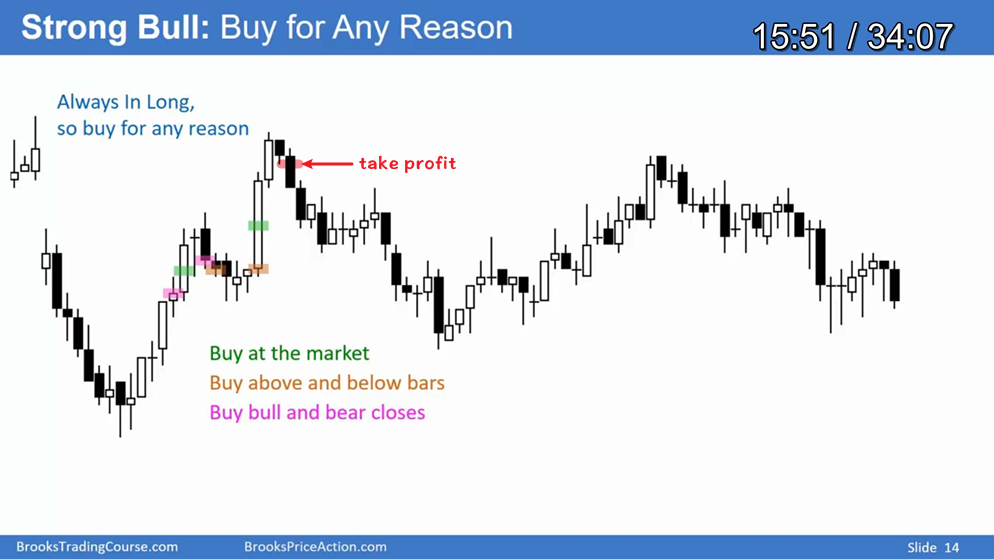 Strong Bull: Buy for Any Reason
15:51 / 34:07
Always In Long,
so buy for any reason
take profit
Buy at the market
Buy above and below bars
Buy bull and bear closes
BrooksTradingCourse.com
BrooksPriceAction.com
Slide 14